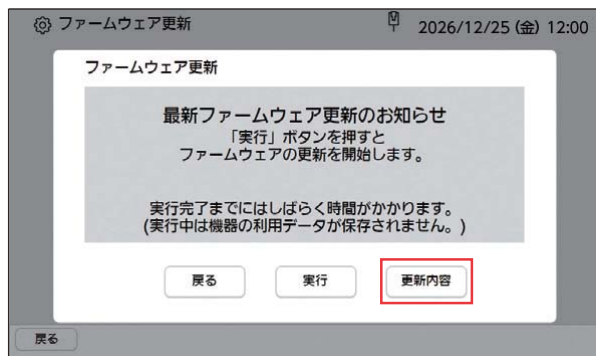 ファームウェア更新
2026/12/25 (金) 12:00
ファームウェア更新
最新ファームウェア更新のお知らせ
「実行」ボタンを押すと
ファームウェアの更新を開始します。
実行完了までにはしばらく時間がかかります。
(実行中は機器の利用データが保存されません。)
戻る 実行 更新内容
戻る